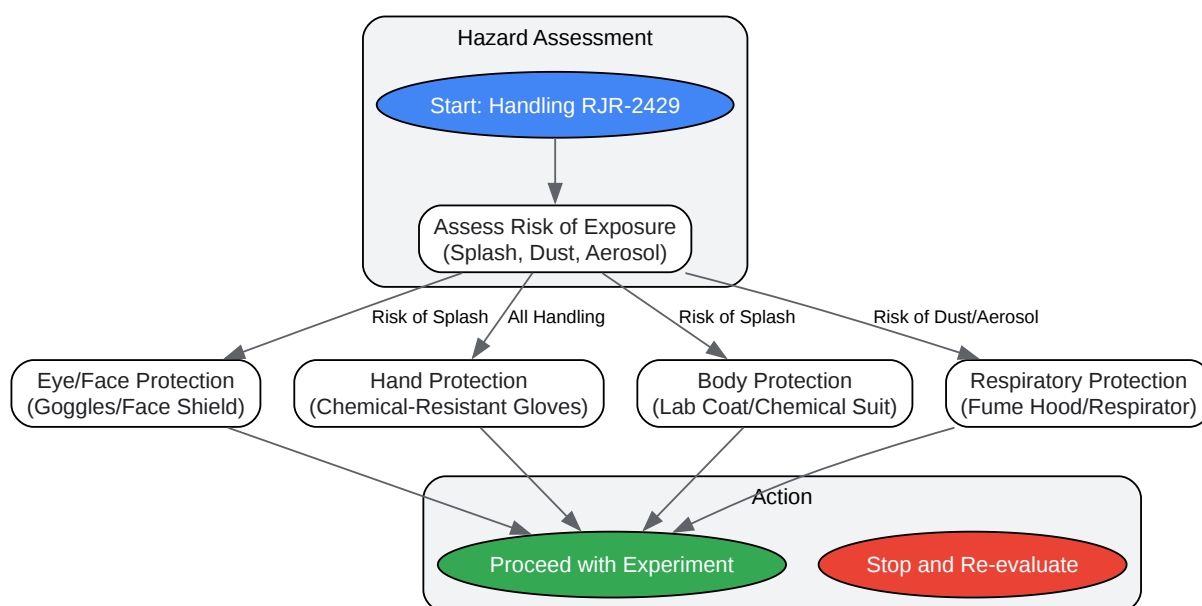 Hazard Assessment
Start: Handling RJR-2429
Assess Risk of Exposure
(Splash, Dust, Aerosol)
Risk of Splash
All Handling
Risk of Splash
Risk of Dust/Aerosol
Eye/Face Protection
(Goggles/Face Shield)
Hand Protection
(Chemical-Resistant Gloves)
Body Protection
(Lab Coat/Chemical Suit)
Respiratory Protection
(Fume Hood/Respirator)
Action
Proceed with Experiment
Stop and Re-evaluate